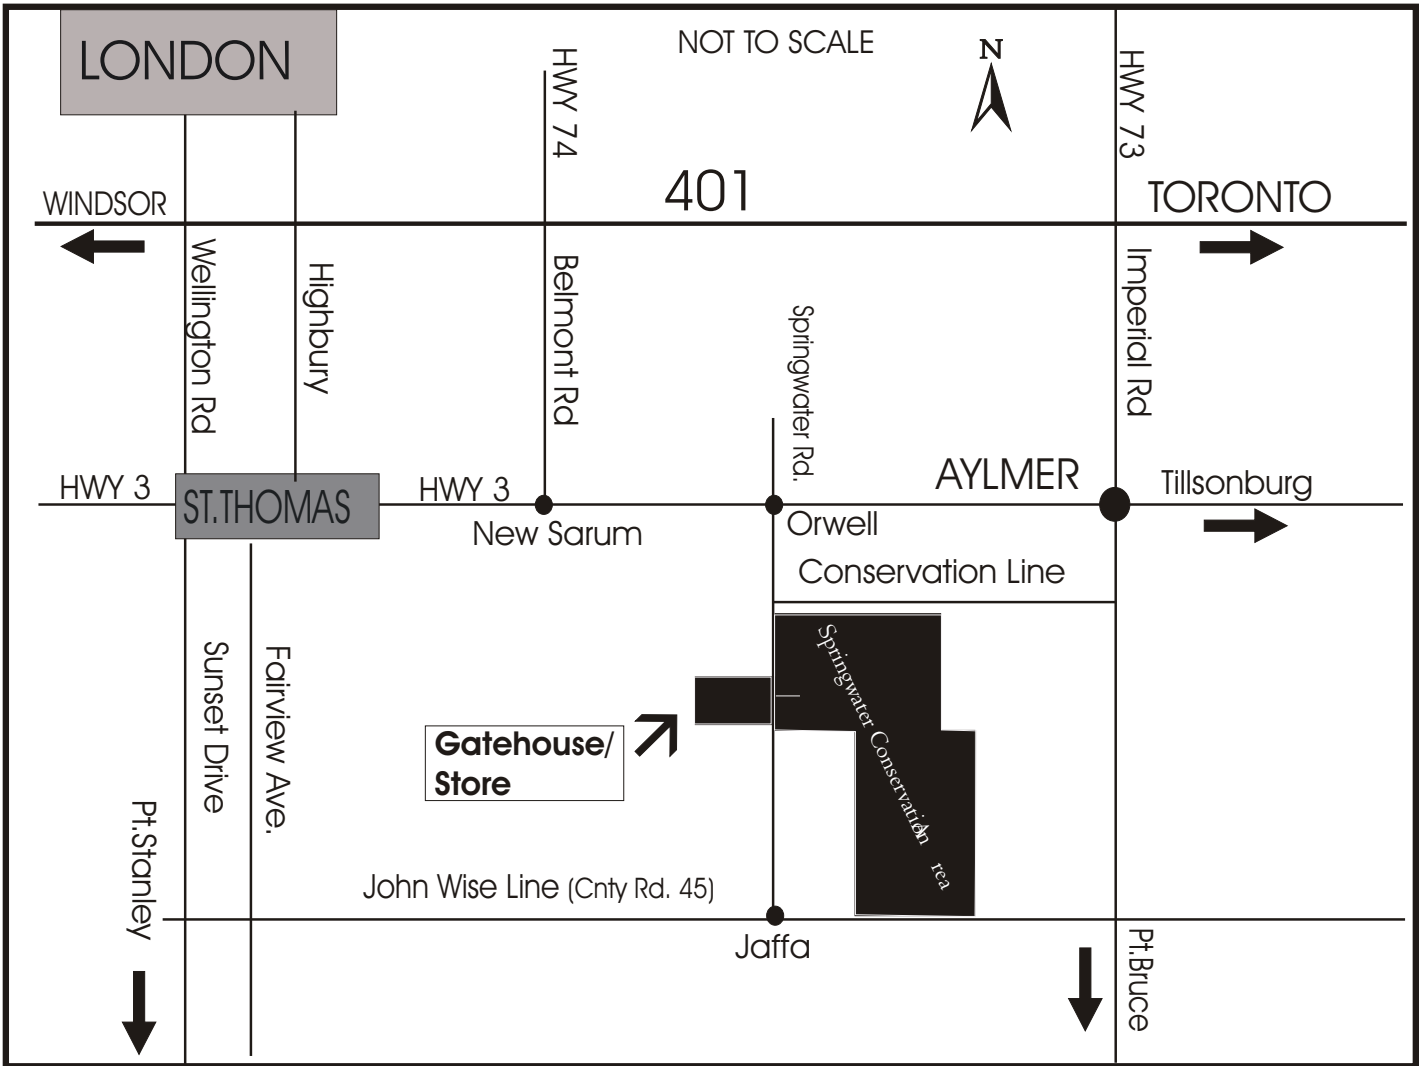 LONDON
NOT TO SCALE
N
HWY 74
HWY 73
WINDSOR
401
TORONTO
Wellington Rd
Highbury
Belmont Rd
Springwater Rd.
Imperial Rd
HWY 3
ST.THOMAS
HWY 3
AYLMER
Tillsonburg
New Sarum
Orwell
Conservation Line
Sunset Drive
Fairview Ave.
Springwater Conservation Area
Gatehouse/
Store
Pt.Stanley
John Wise Line (Cnty Rd. 45)
Jaffa
Pt.Bruce